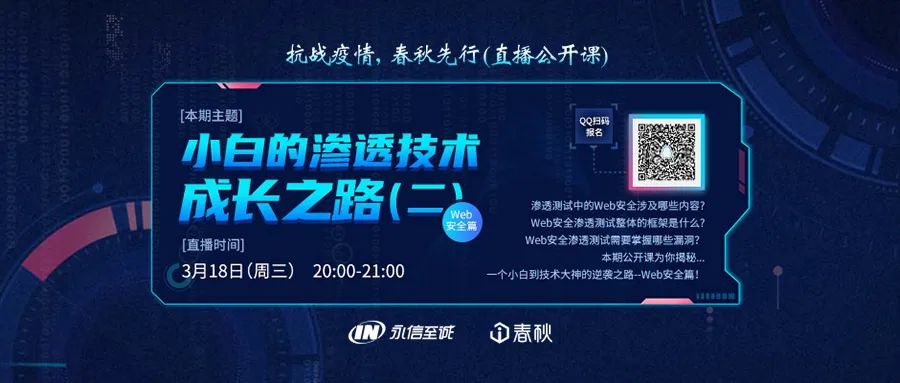 抗战疫情, 春秋先行(直播公开课)
[本期主题]
小白的渗透技术
成长之路(二)
Web
安全篇
[直播时间]
3月18日(周三) 20:00-21:00
QQ扫码
报名
渗透测试中的Web安全涉及哪些内容?
Web安全渗透测试整体的框架是什么?
Web安全渗透测试需要掌握哪些漏洞?
本期公开课为你揭秘...
一个小白到技术大神的逆袭之路--Web安全篇!
IN 永信至诚
春秋